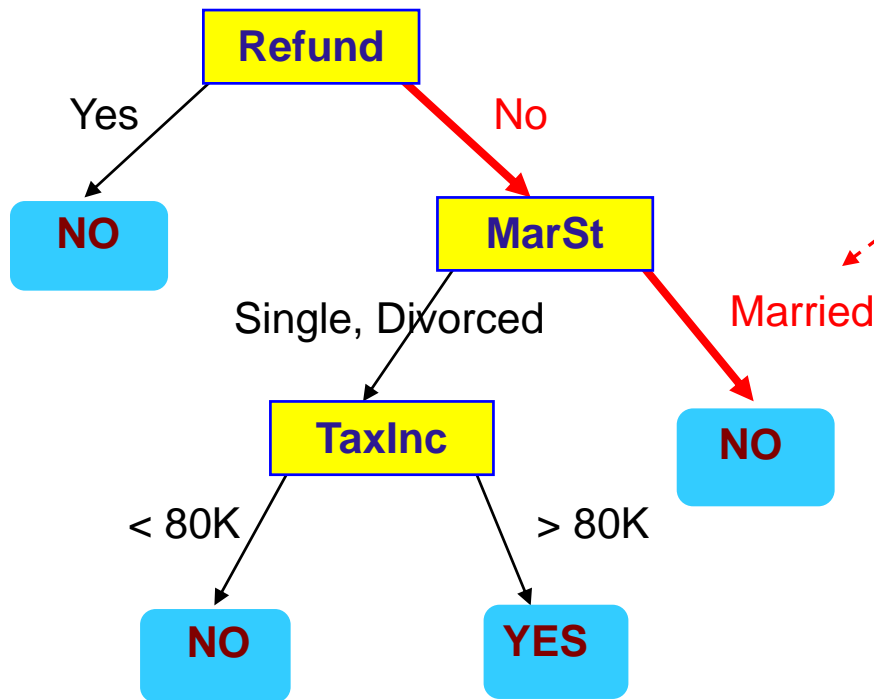 Refund
Yes
No
NO
MarSt
Single, Divorced
Married
TaxInc
NO
< 80K
> 80K
NO
YES